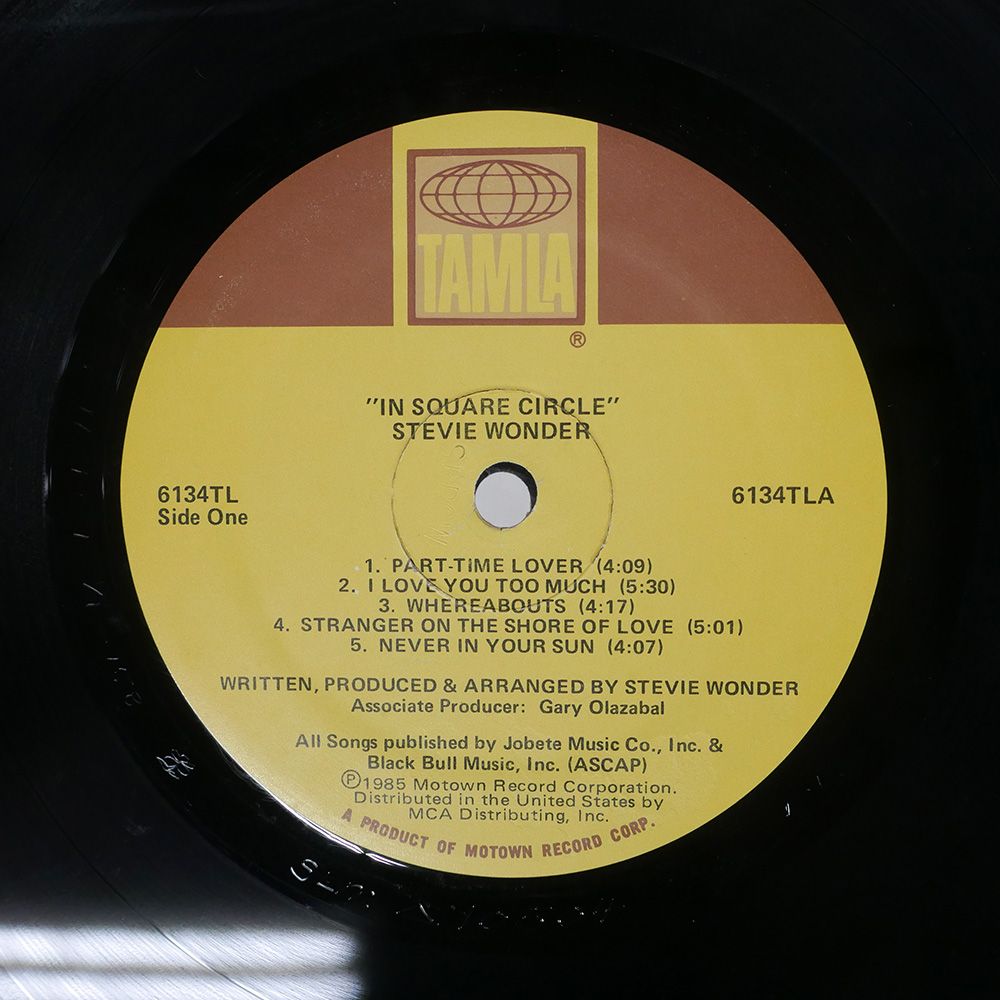 TAMLA
®
"IN SQUARE CIRCLE"
STEVIE WONDER
6134TL
Side One
6134TLA
1. PART-TIME LOVER (4:09)
2. I LOVE YOU TOO MUCH (5:30)
3. WHEREABOUTS (4:17)
4. STRANGER ON THE SHORE OF LOVE (5:01)
5. NEVER IN YOUR SUN (4:07)
WRITTEN, PRODUCED & ARRANGED BY STEVIE WONDER
Associate Producer: Gary Olazabal
All Songs published by Jobete Music Co., Inc. &
Black Bull Music, Inc. (ASCAP)
℗1985 Motown Record Corporation.
Distributed in the United States by
MCA Distributing, Inc.
A PRODUCT OF MOTOWN RECORD CORP.